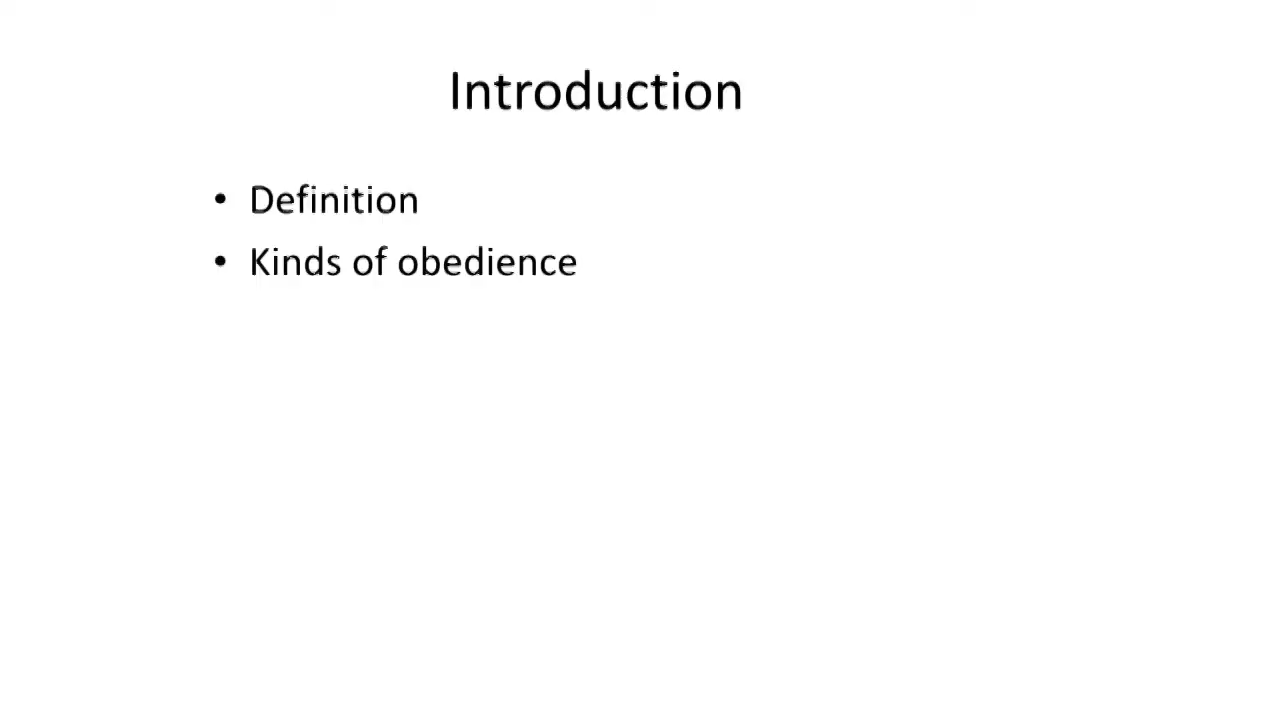 Introduction
• Definition
• Kinds of obedience